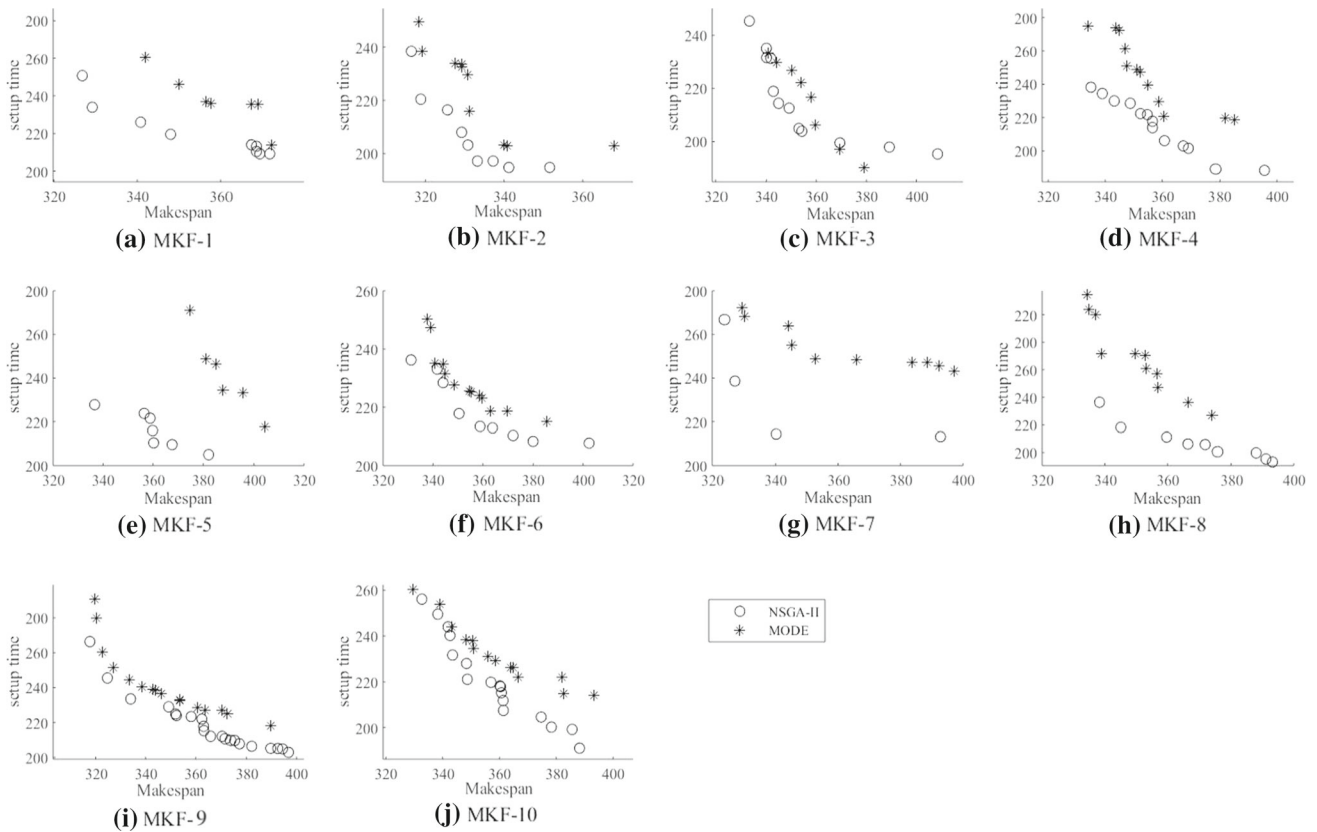 setup time
200
260
240
220
200
320
340
360
Makespan
(a) MKF-1
setup time
240
220
200
320
340
360
Makespan
(b) MKF-2
setup time
240
220
200
320
340
360
380
400
Makespan
(c) MKF-3
setup time
200
260
240
220
200
320
340
360
380
400
Makespan
(d) MKF-4
setup time
200
260
240
220
200
320
340
360
380
400
320
Makespan
(e) MKF-5
setup time
260
240
220
200
320
340
360
380
400
320
Makespan
(f) MKF-6
setup time
200
260
240
220
200
320
340
360
380
400
Makespan
(g) MKF-7
setup time
220
200
260
240
220
200
320
340
360
380
400
Makespan
(h) MKF-8
setup time
200
260
240
220
200
320
340
360
380
400
Makespan
(i) MKF-9
setup time
260
240
220
200
320
340
360
380
400
Makespan
(j) MKF-10
NSGA-II
MODE